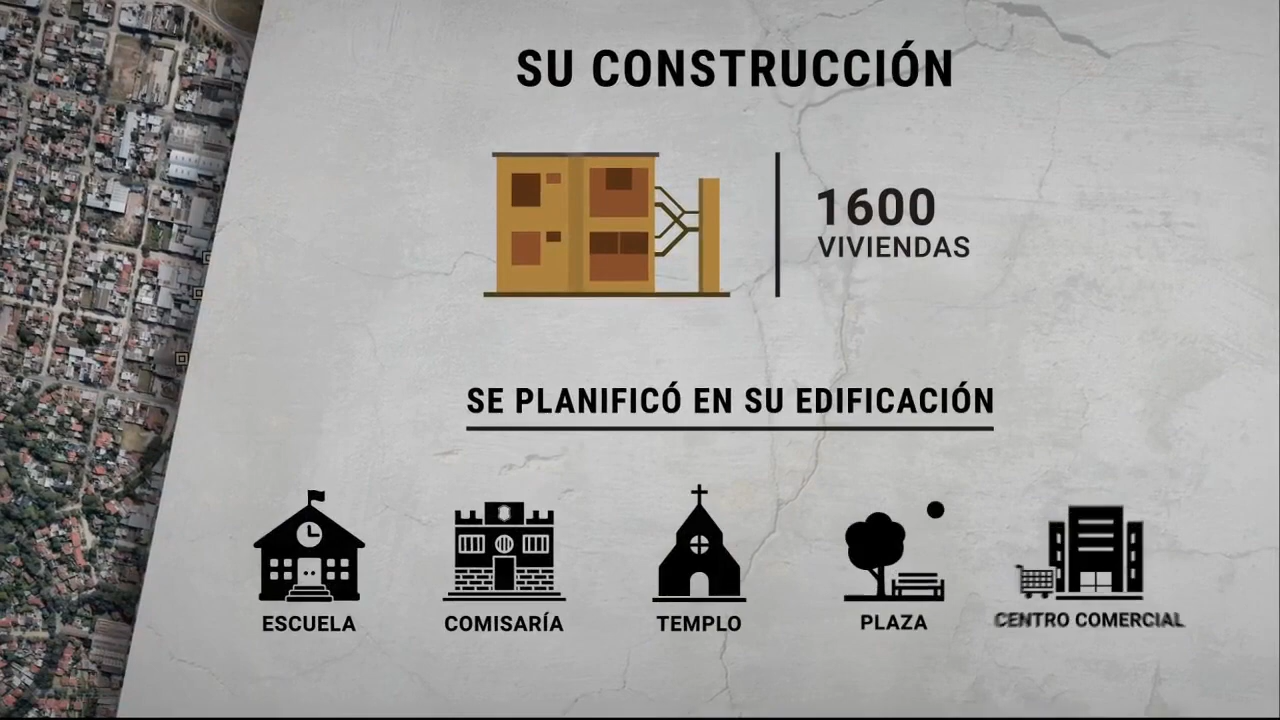 SU CONSTRUCCIÓN
1600
VIVIENDAS
SE PLANIFICÓ EN SU EDIFICACIÓN
ESCUELA
COMISARÍA
TEMPLO
PLAZA
CENTRO COMERCIAL